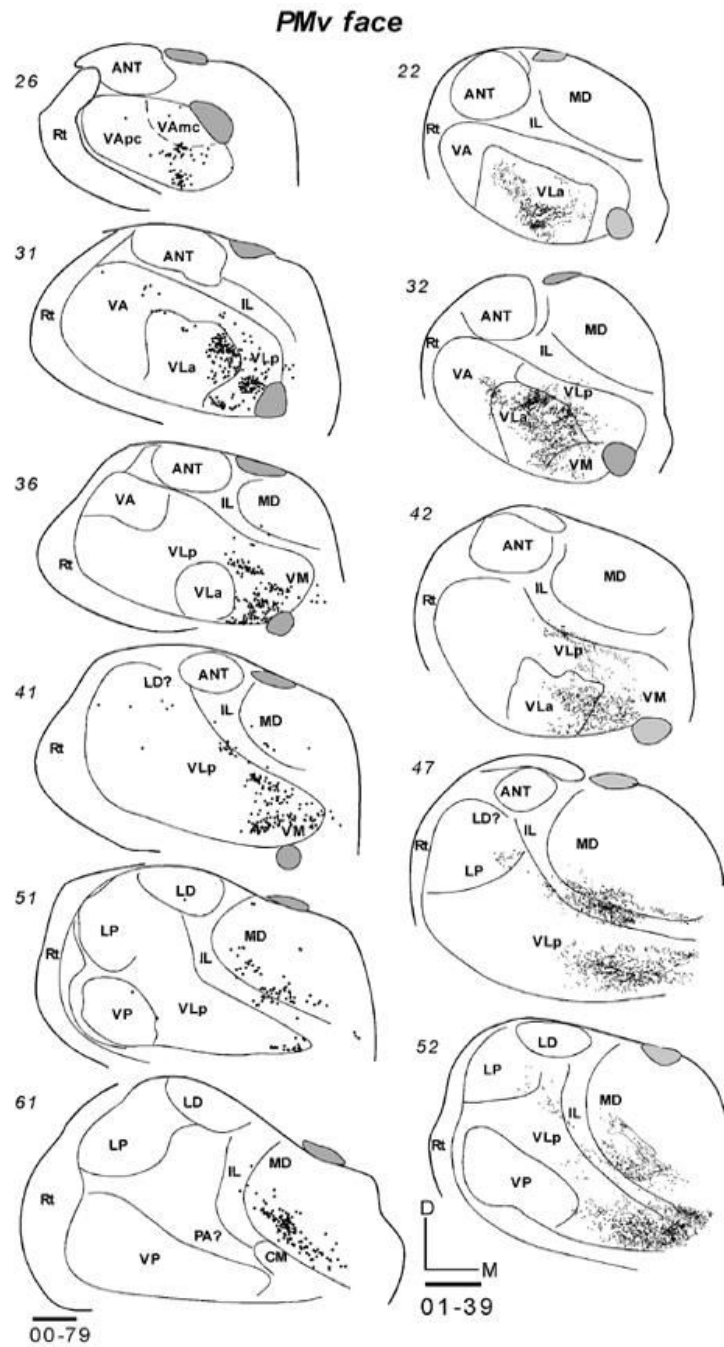 PMv face
26
ANT
VAmc
VApc
Rt
31
ANT
VA
IL
Rt
VLp
VLa
36
ANT
VA
IL
MD
VLp
VM
Rt
VLa
41
LD?
ANT
IL
MD
Rt
VLp
VM
51
LD
LP
MD
Rt
IL
VP
VLp
61
LD
LP
IL
MD
Rt
PA?
VP
CM
00-79
22
ANT
MD
Rt
IL
VA
VLa
32
ANT
MD
Rt
IL
VA
VLp
VLa
VM
42
ANT
MD
Rt
IL
VLp
VLa
VM
47
ANT
LD?
IL
MD
Rt
LP
VLp
52
LD
LP
MD
IL
Rt
VLp
VP
D
M
01-39